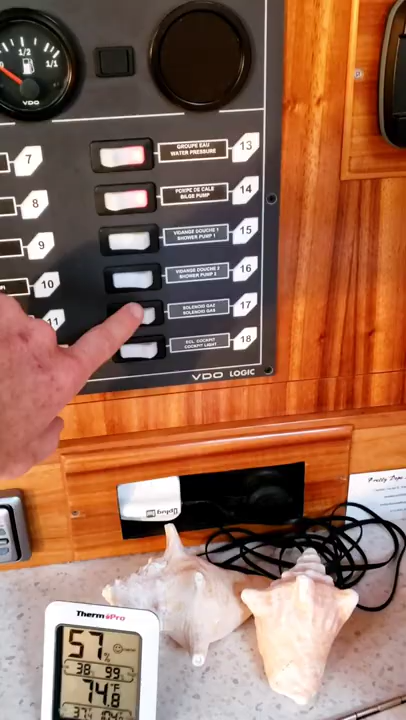 1/2
1/1
VDO
7
GROUPE EAU
WATER PRESSURE
13
8
POMPE DE CALE
BILGE PUMP
14
9
VIDANGE DOUCHE 1
SHOWER PUMP 1
15
10
VIDANGE DOUCHE 2
SHOWER PUMP 2
16
11
SOLENOID GAZ
SOLENOID GAS
17
ECL. COCKPIT
COCKPIT LIGHT
18
VDO LOGIC
ThermoPro
57%
38 99
74.8°F